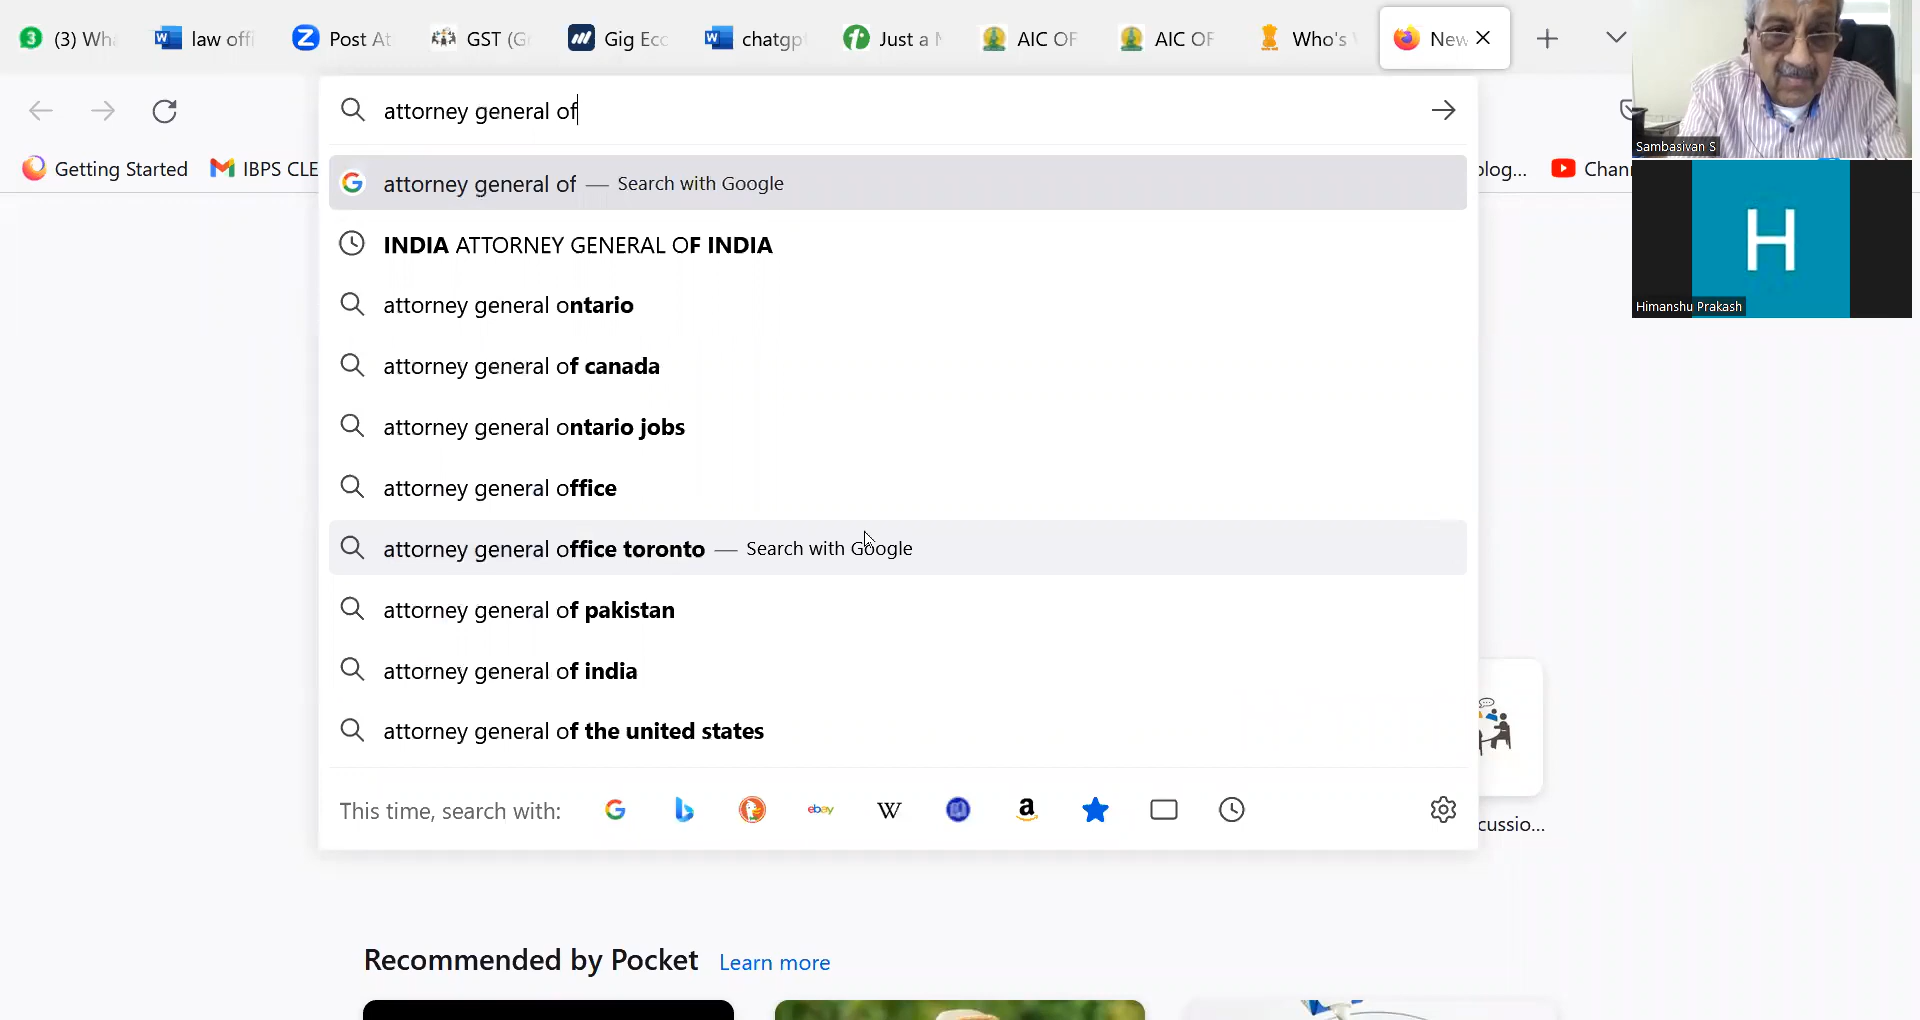 (3) Wha
law offi
Post At
GST (G
Gig Ecc
chatgp
Just a M
AIC OF
AIC OF
Who's
New
attorney general of
Getting Started
IBPS CLE
blog...
Chan
attorney general of — Search with Google
INDIA ATTORNEY GENERAL OF INDIA
attorney general ontario
attorney general of canada
attorney general ontario jobs
attorney general office
attorney general office toronto — Search with Google
attorney general of pakistan
attorney general of india
attorney general of the united states
This time, search with:
ebay
W
a
cussio...
Recommended by Pocket Learn more
Sambasivan S
H
Himanshu Prakash